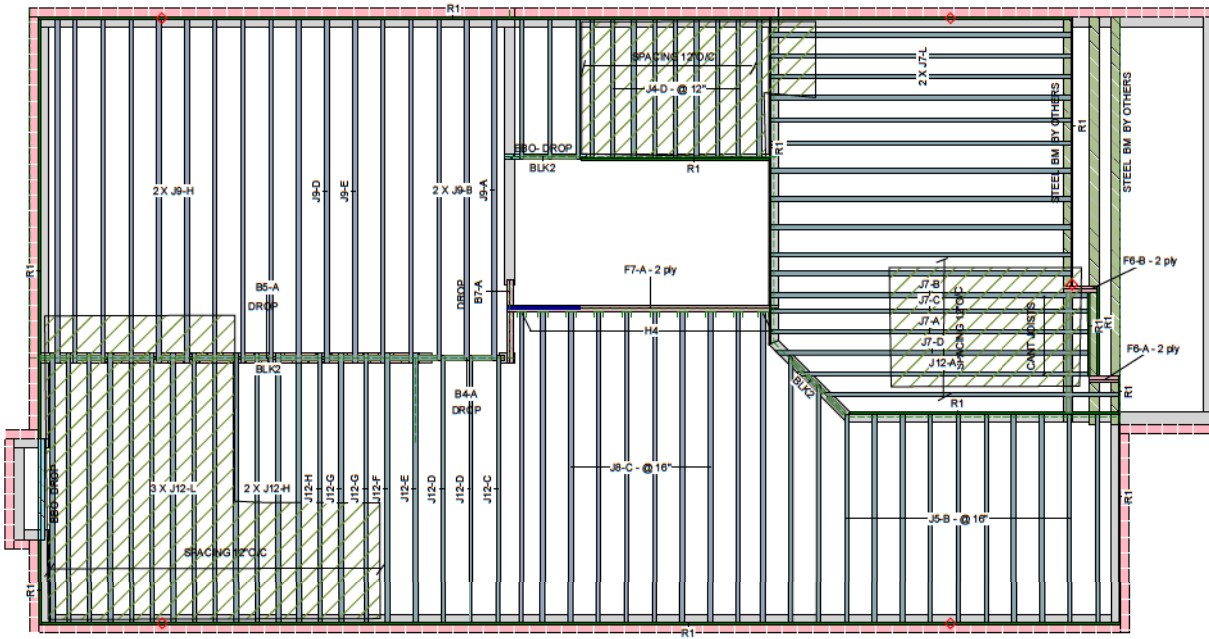 R1
SPACING 12"O/C
J4-D - @ 12"
2 X J7-L
STEEL BM BY OTHERS
R1
STEEL BM BY OTHERS
EBO- DROP
BLK2
R1
R1
2 X J9-H
J9-D
J9-E
2 X J9-B
J9-A
R1
B5-A
DROP
DROP
B7-A
F7-A - 2 ply
F6-B - 2 ply
J7-B
J7-C
J7-A
J7-D
J12-A
SPACING 12"O/C
CANT JOISTS
R1
R1
H4
BLK2
BLK2
B4-A
DROP
F6-A - 2 ply
R1
R1
BBO- DROP
3 X J12-L
2 X J12-H
J12-H
J12-G
J12-G
J12-F
J12-E
J12-D
J12-D
J12-C
J8-C - @ 16"
J5-B - @ 16"
R1
SPACING 12"O/C
R1
R1